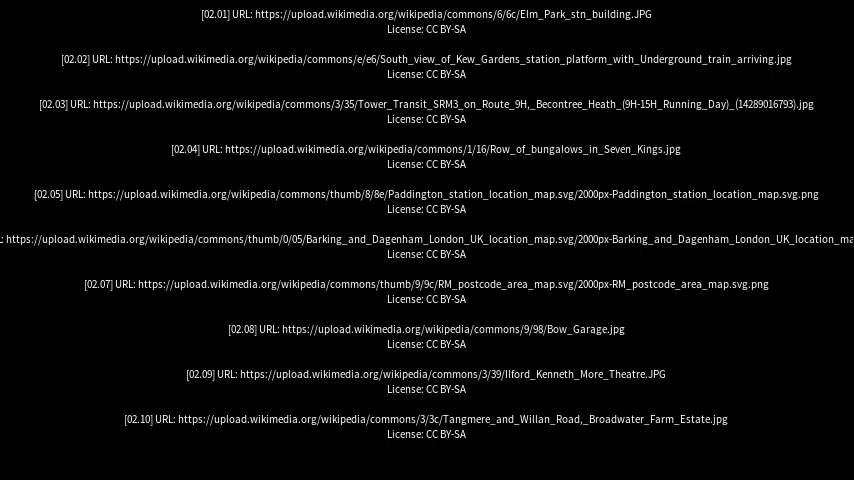 [02.01] URL: https://upload.wikimedia.org/wikipedia/commons/6/6c/Elm_Park_stn_building.JPG
License: CC BY-SA
[02.02] URL: https://upload.wikimedia.org/wikipedia/commons/e/e6/South_view_of_Kew_Gardens_station_platform_with_Underground_train_arriving.jpg
License: CC BY-SA
[02.03] URL: https://upload.wikimedia.org/wikipedia/commons/3/35/Tower_Transit_SRM3_on_Route_9H,_Becontree_Heath_(9H-15H_Running_Day)_(14289016793).jpg
License: CC BY-SA
[02.04] URL: https://upload.wikimedia.org/wikipedia/commons/1/16/Row_of_bungalows_in_Seven_Kings.jpg
License: CC BY-SA
[02.05] URL: https://upload.wikimedia.org/wikipedia/commons/thumb/8/8e/Paddington_station_location_map.svg/2000px-Paddington_station_location_map.svg.png
License: CC BY-SA
https://upload.wikimedia.org/wikipedia/commons/thumb/0/05/Barking_and_Dagenham_London_UK_location_map.svg/2000px-Barking_and_Dagenham_London_UK_location_ma
License: CC BY-SA
[02.07] URL: https://upload.wikimedia.org/wikipedia/commons/thumb/9/9c/RM_postcode_area_map.svg/2000px-RM_postcode_area_map.svg.png
License: CC BY-SA
[02.08] URL: https://upload.wikimedia.org/wikipedia/commons/9/98/Bow_Garage.jpg
License: CC BY-SA
[02.09] URL: https://upload.wikimedia.org/wikipedia/commons/3/39/Ilford_Kenneth_More_Theatre.JPG
License: CC BY-SA
[02.10] URL: https://upload.wikimedia.org/wikipedia/commons/3/3c/Tangmere_and_Willan_Road,_Broadwater_Farm_Estate.jpg
License: CC BY-SA